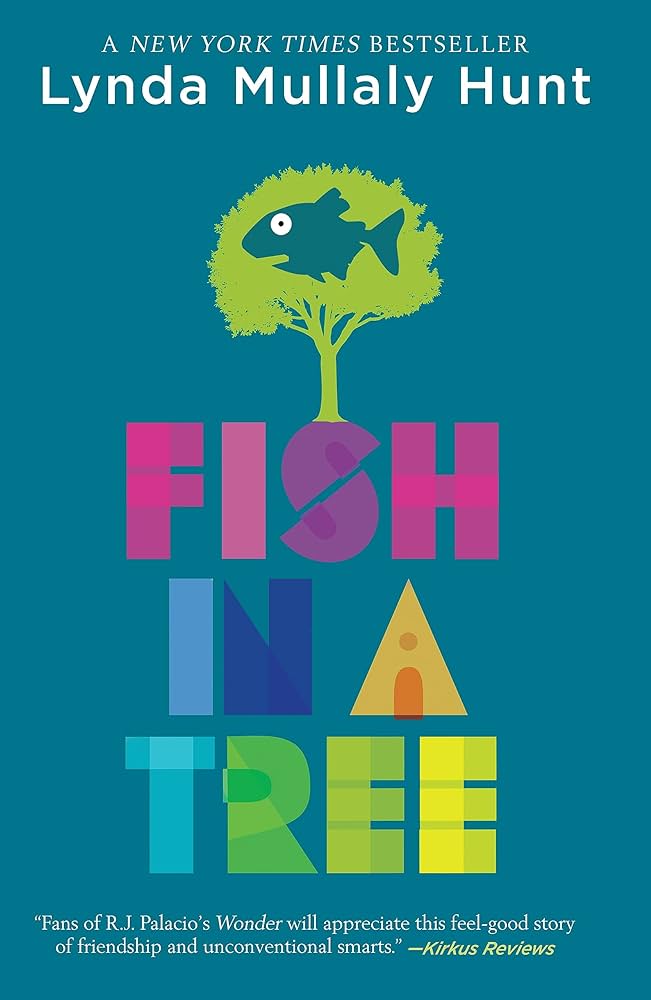 A NEW YORK TIMES BESTSELLER
Lynda Mullaly Hunt
FISH
IN A
TREE
“Fans of R.J. Palacio’s Wonder will appreciate this feel-good story
of friendship and unconventional smarts.” —Kirkus Reviews